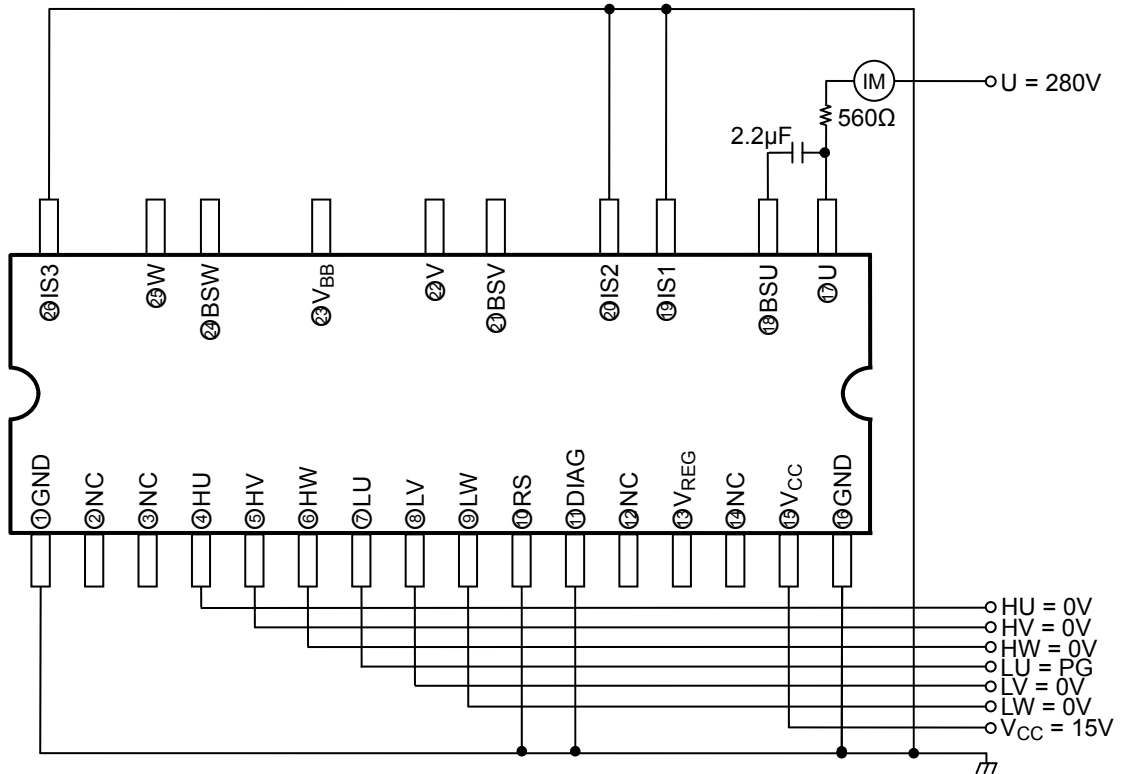 IM
U = 280V
560Ω
2.2µF
㉖IS3
㉕W
㉔BSW
㉓VBB
㉒V
㉑BSV
⑳IS2
⑲IS1
⑱BSU
⑰U
①GND
②NC
③NC
④HU
⑤HV
⑥HW
⑦LU
⑧LV
⑨LW
⑩RS
⑪DIAG
⑫NC
⑬VREG
⑭NC
⑮VCC
⑯GND
HU = 0V
HV = 0V
HW = 0V
LU = PG
LV = 0V
LW = 0V
VCC = 15V